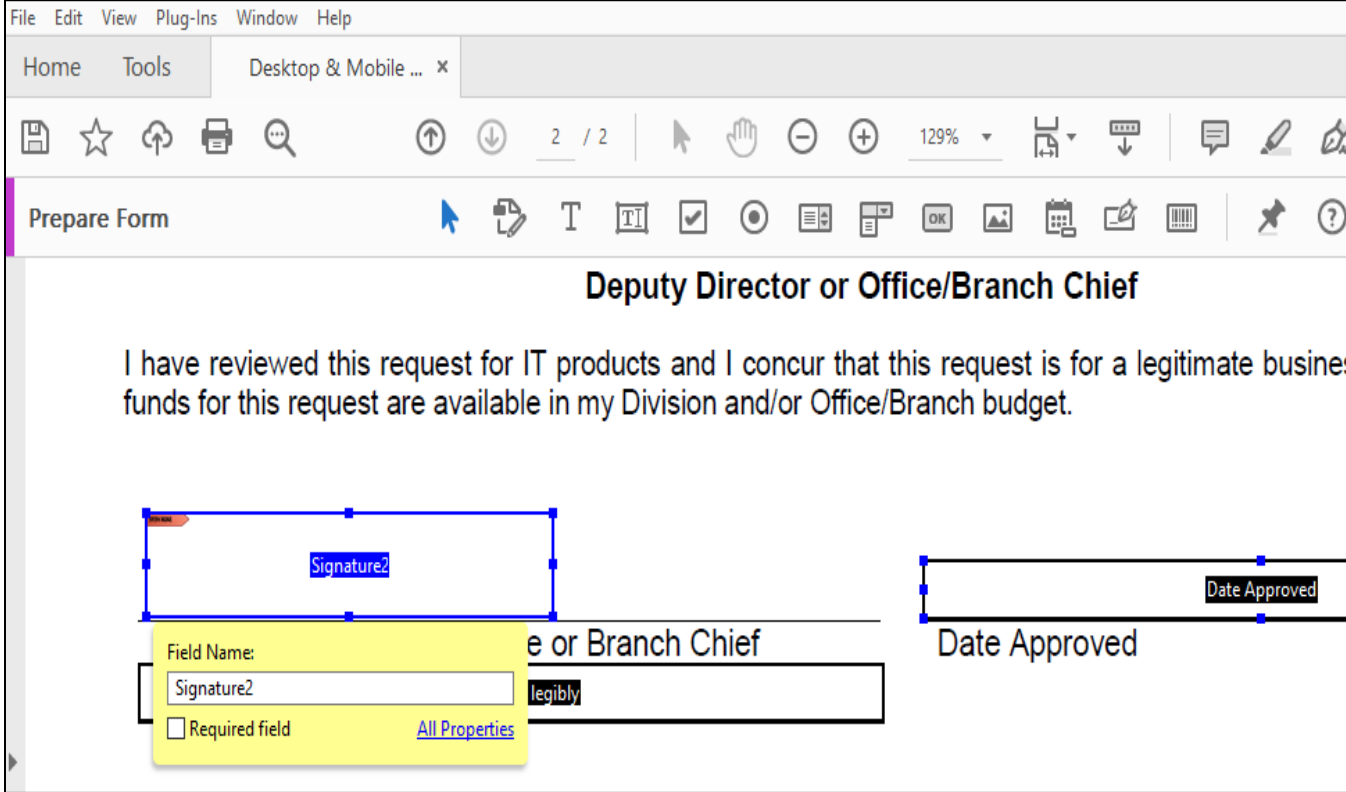 File Edit View Plug-Ins Window Help
Home Tools Desktop & Mobile ... ×
2 / 2 129%
Prepare Form T TI OK ?
Deputy Director or Office/Branch Chief
I have reviewed this request for IT products and I concur that this request is for a legitimate busines
funds for this request are available in my Division and/or Office/Branch budget.
Signature2
Date Approved
e or Branch Chief Date Approved
Field Name:
Signature2 legibly
Required field All Properties